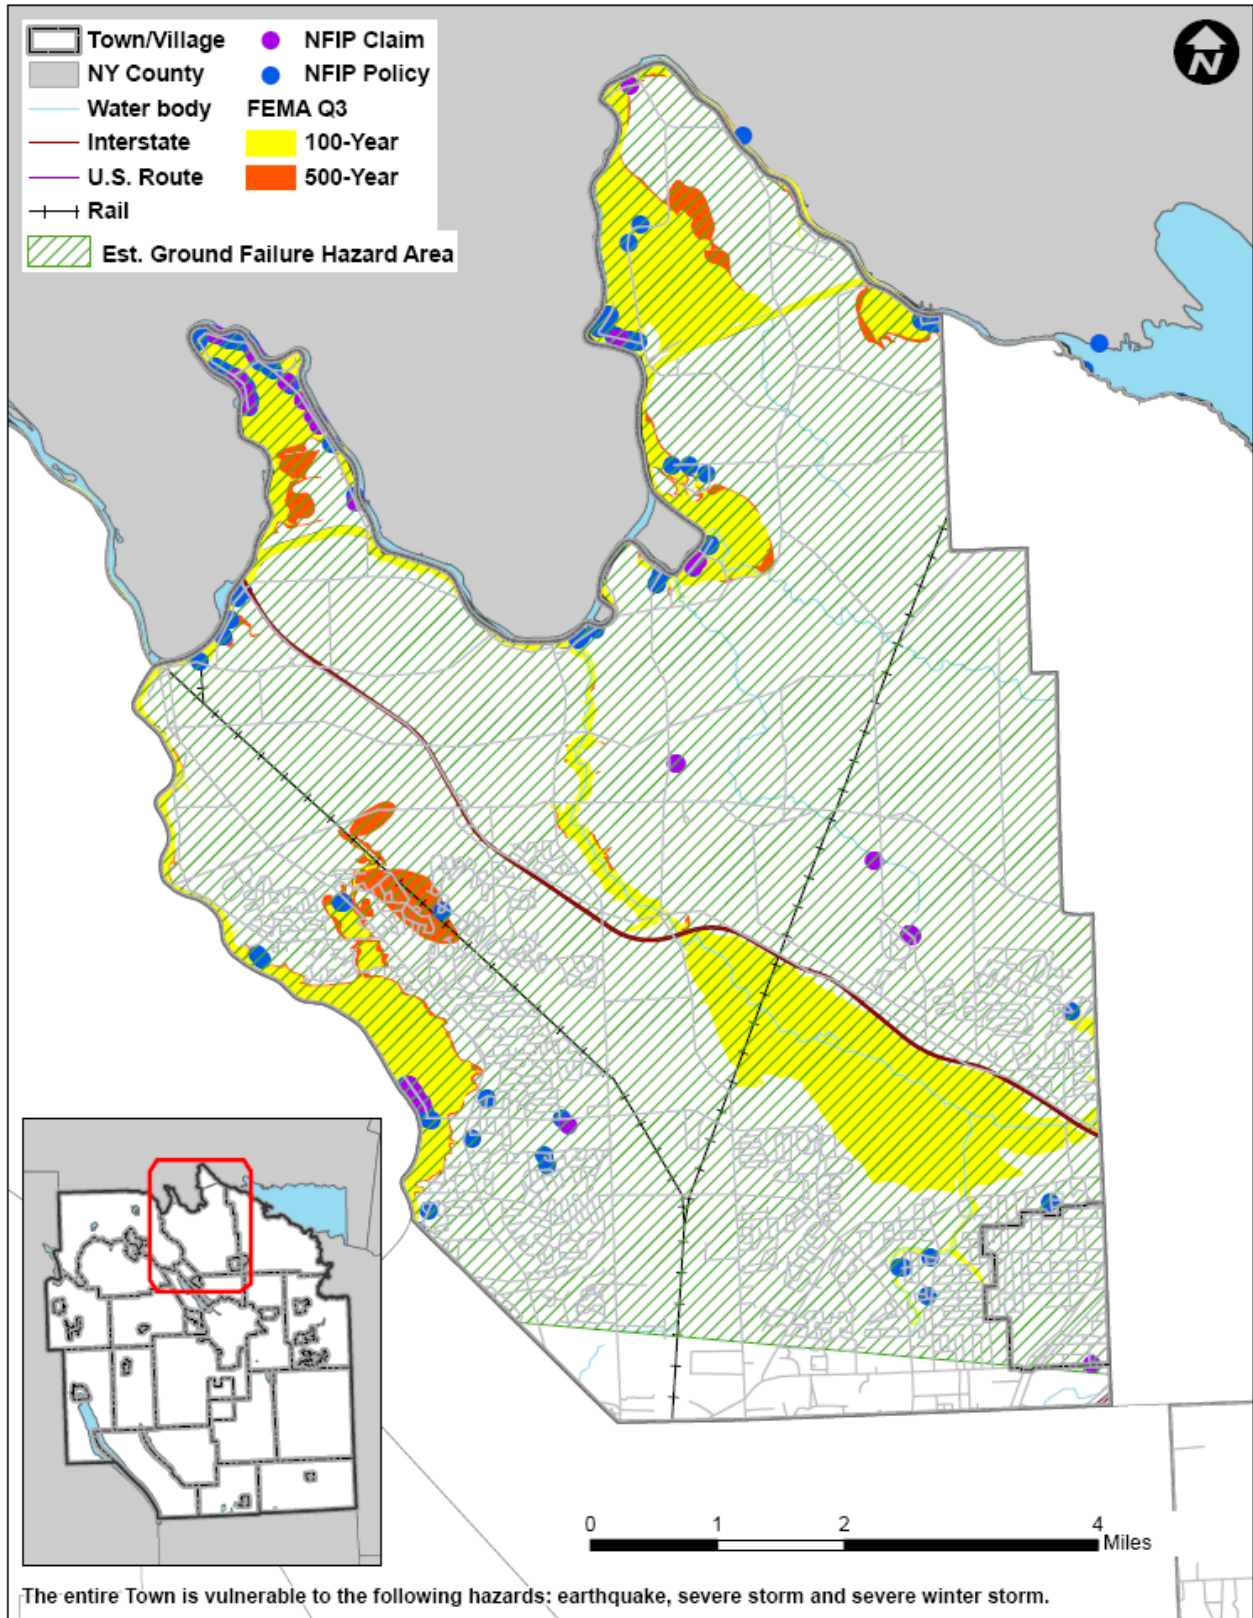 Town/Village
NFIP Claim
NY County
NFIP Policy
Water body
FEMA Q3
Interstate
100-Year
U.S. Route
500-Year
Rail
Est. Ground Failure Hazard Area
N
0 1 2 4
Miles
The entire Town is vulnerable to the following hazards: earthquake, severe storm and severe winter storm.